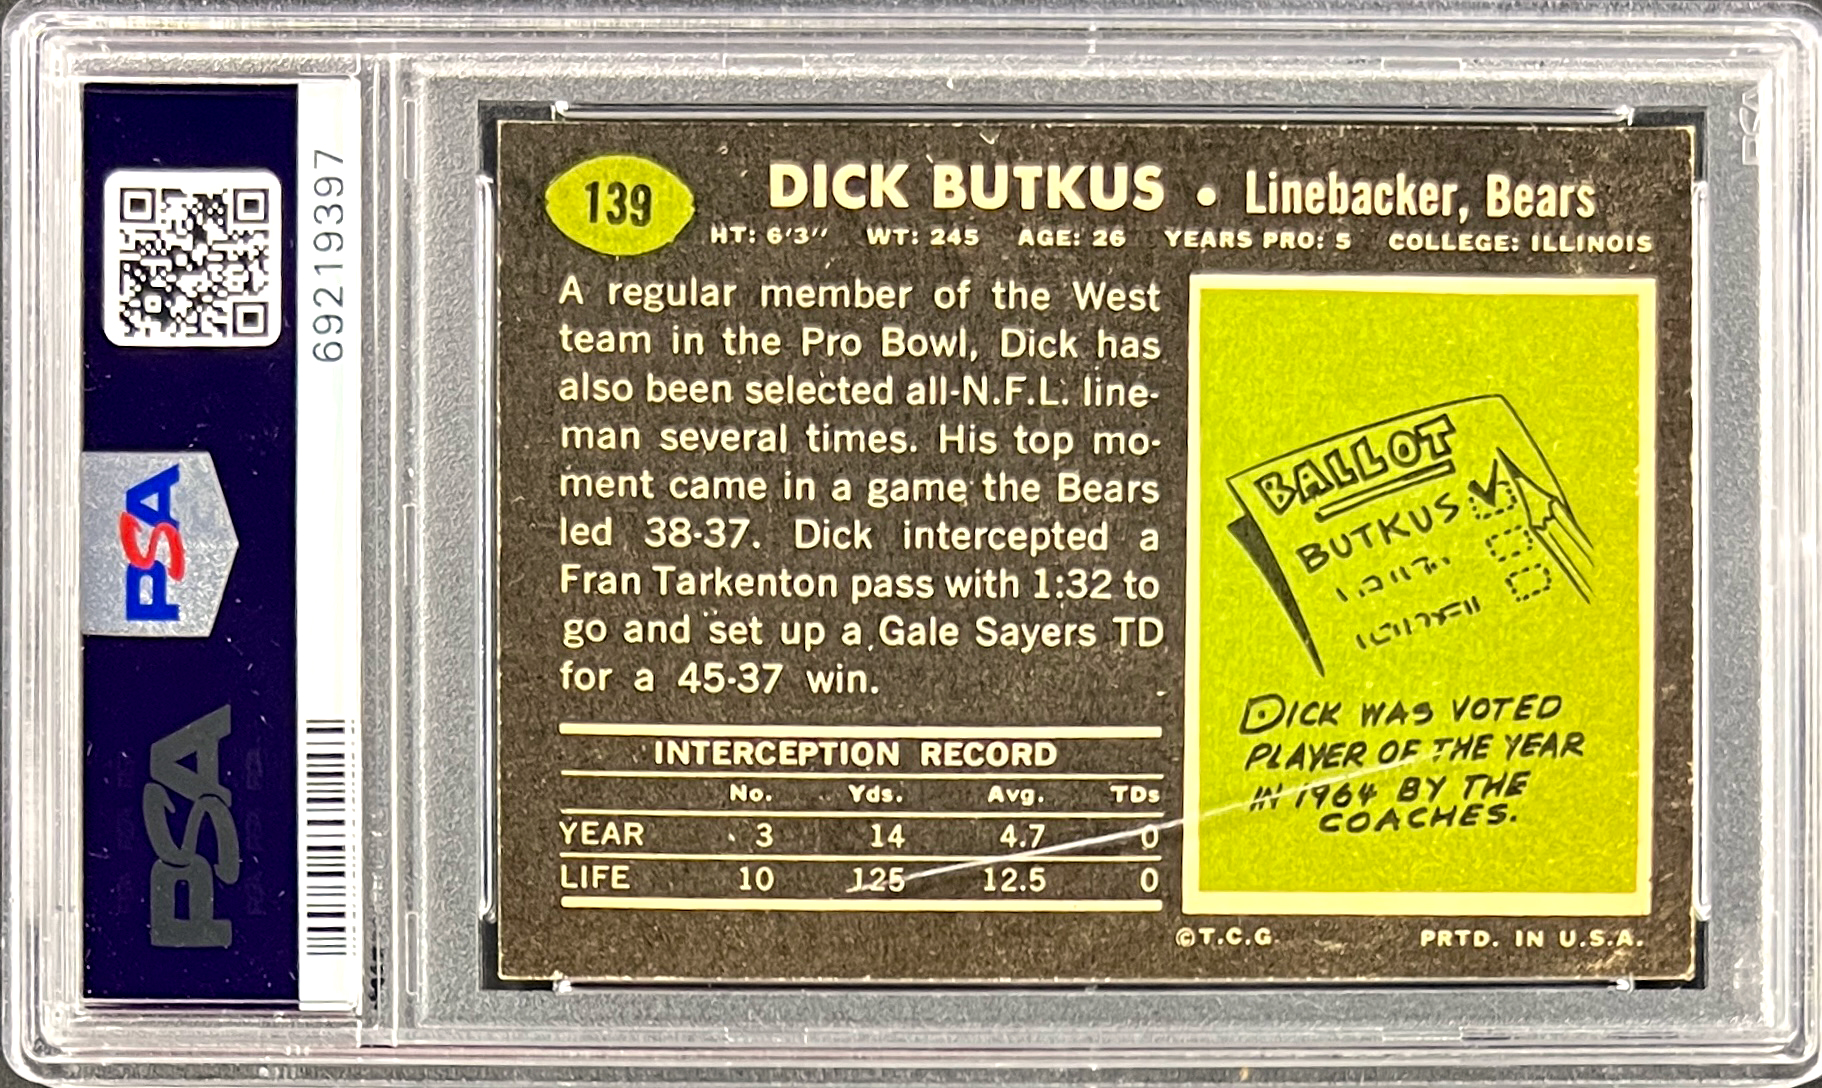 69219397
PSA
PSA
139
DICK BUTKUS • Linebacker, Bears
HT: 6'3" WT: 245 AGE: 26 YEARS PRO: 5 COLLEGE: ILLINOIS
A regular member of the West
team in the Pro Bowl, Dick has
also been selected all-N.F.L. line-
man several times. His top mo-
ment came in a game the Bears
led 38-37. Dick intercepted a
Fran Tarkenton pass with 1:32 to
go and set up a Gale Sayers TD
for a 45-37 win.
INTERCEPTION RECORD
No. Yds. Avg. TDs
YEAR 3 14 4.7 0
LIFE 10 125 12.5 0
BALLOT
BUTKUS
DICK WAS VOTED
PLAYER OF THE YEAR
IN 1964 BY THE
COACHES.
©T.C.G. PRTD. IN U.S.A.